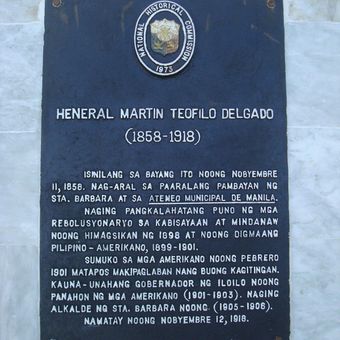 NATIONAL HISTORICAL COMMISSION
1973
HENERAL MARTIN TEOFILO DELGADO
(1858-1918)
ISINILANG SA BAYANG ITO NOONG NOBYEMBRE
11, 1858. NAG-ARAL SA PAARALANG PAMBAYAN NG
STA. BARBARA AT SA ATENEO MUNICIPAL DE MANILA.
NAGING PANGKALAHATANG PUNO NG MGA
REBOLUSYONARYO SA KABISAYAAN AT MINDANAW
NOONG HIMAGSIKAN NG 1898 AT NOONG DIGMAANG
PILIPINO-AMERIKANO, 1899-1901.
SUMUKO SA MGA AMERIKANO NOONG PEBRERO
1901 MATAPOS MAKIPAGLABAN NANG BUONG KAGITINGAN.
KAUNA-UNAHANG GOBERNADOR NG ILOILO NOONG
PANAHON NG MGA AMERIKANO (1901-1903). NAGING
ALKALDE NG STA. BARBARA NOONG (1905-1906).
NAMATAY NOONG NOBYEMBRE 12, 1918.